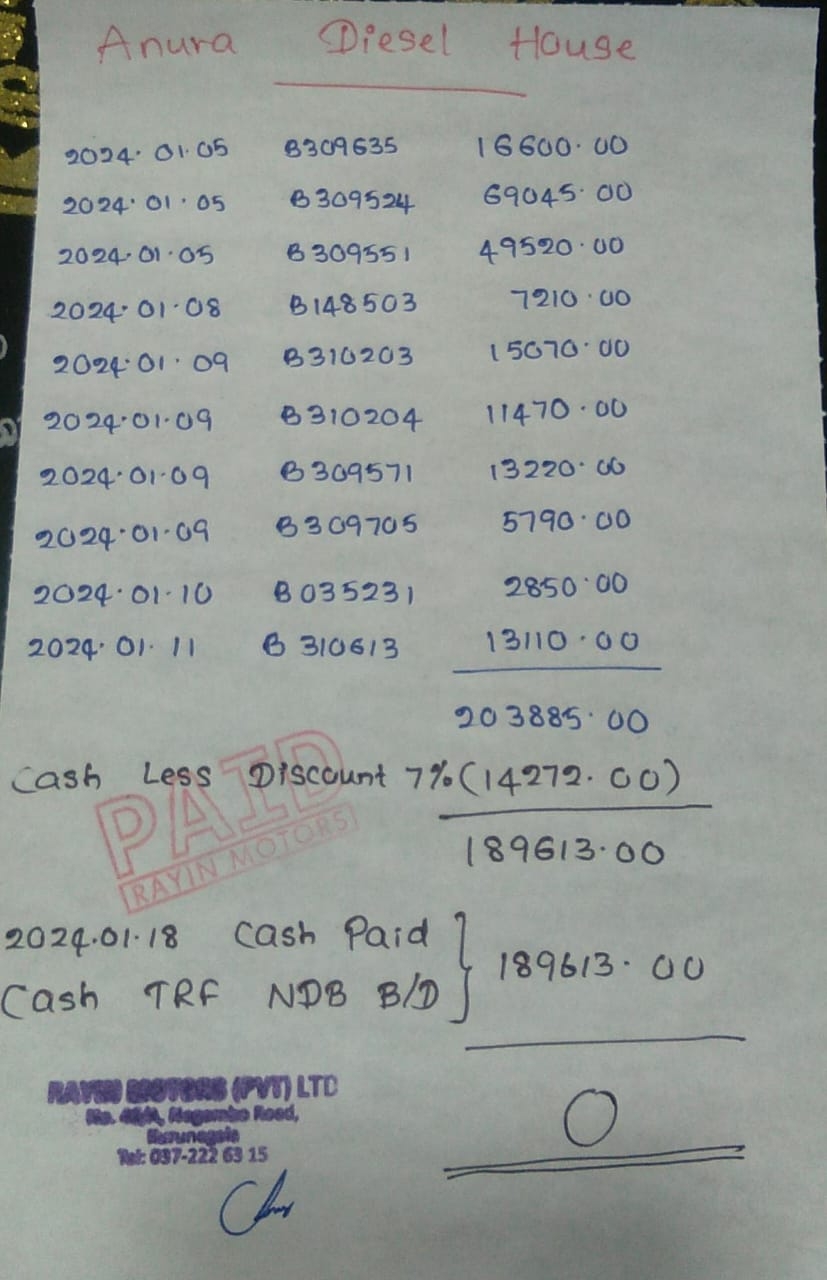 Anura Diesel House
2024.01.05 B309635 16600.00
2024.01.05 B309524 69045.00
2024.01.05 B309551 49520.00
2024.01.08 B148503 7210.00
2024.01.09 B310203 15070.00
2024.01.09 B310204 11470.00
2024.01.09 B309571 13220.00
2024.01.09 B309705 5790.00
2024.01.10 B035231 2850.00
2024.01.11 B310613 13110.00
203885.00
Cash Less Discount 7% (14272.00)
PAID
RAYIN MOTORS
189613.00
2024.01.18 Cash Paid
Cash TRF NDB B/D } 189613.00
0
RAYIN MOTORS (PVT) LTD
No. Negombo Road,
Kurunegala
Tel: 037-222 63 15